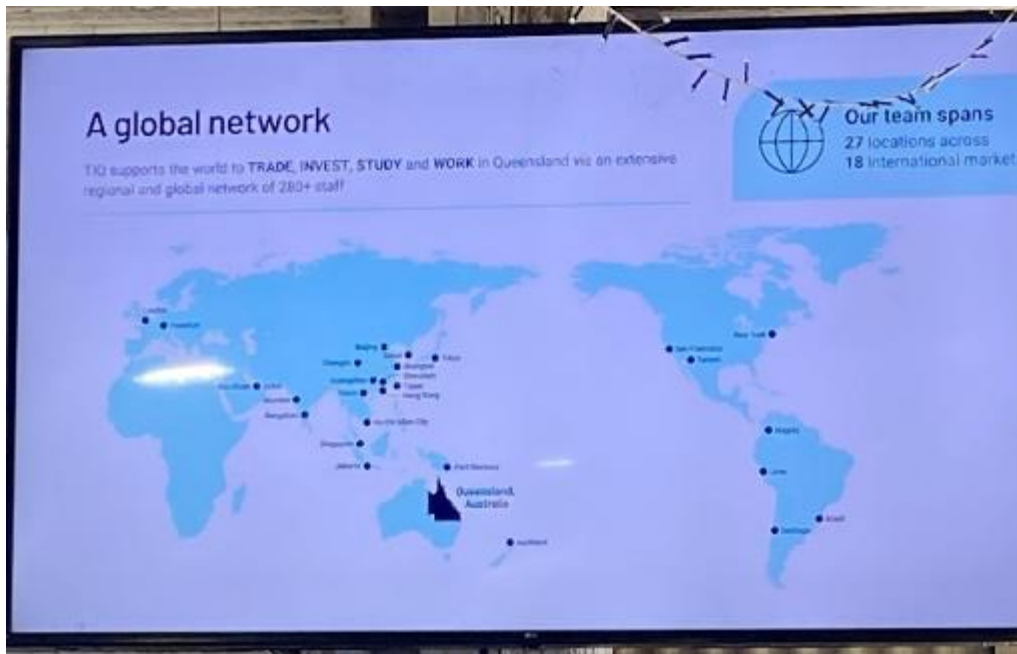 A global network
TIQ supports the world to TRADE, INVEST, STUDY and WORK in Queensland via an extensive
regional and global network of 280+ staff
Our team spans
27 locations across
18 international market
London
Frankfurt
Beijing
Seoul
Tokyo
Chengdu
Shanghai
Shenzhen
Guangzhou
Taipei
Hong Kong
Hanoi
Abu Dhabi
Dubai
Mumbai
Bengaluru
Ho Chi Minh City
Singapore
Jakarta
Port Moresby
Queensland,
Australia
Auckland
New York
San Francisco
Bogota
Lima
Brazil
Santiago